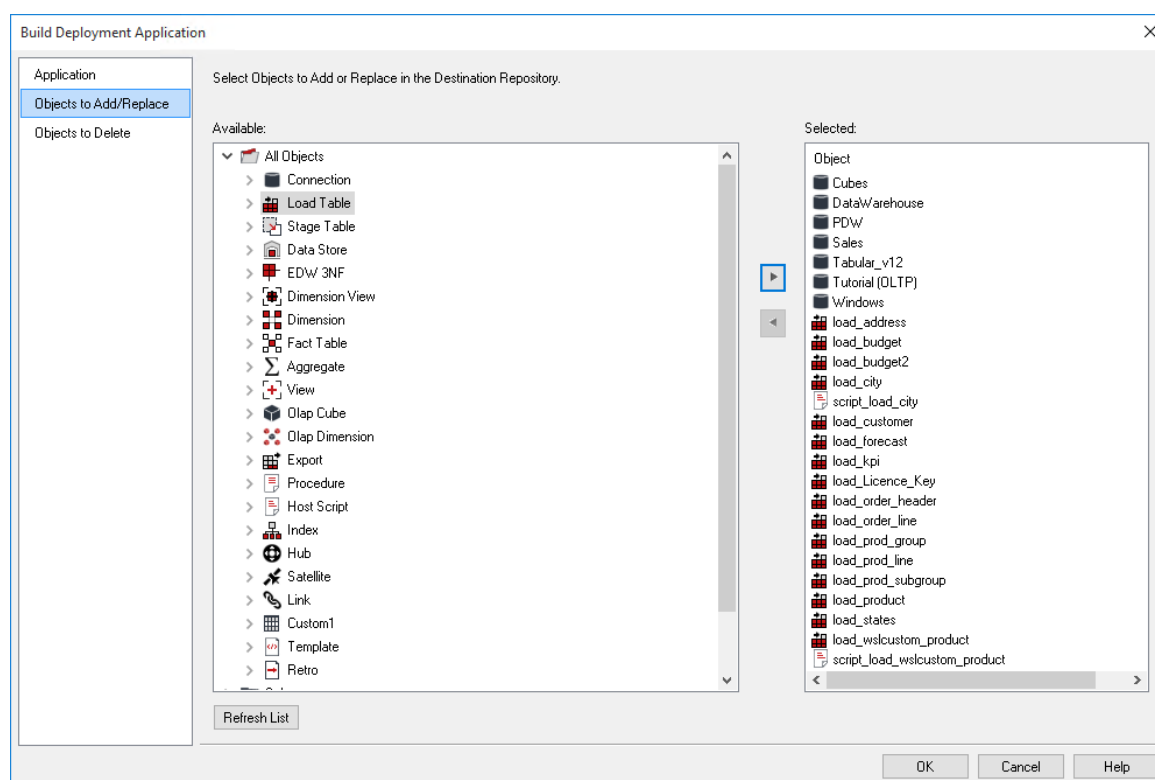 Build Deployment Application
Application
Objects to Add/Replace
Objects to Delete
Select Objects to Add or Replace in the Destination Repository.
Available:
All Objects
Connection
Load Table
Stage Table
Data Store
EDW 3NF
Dimension View
Dimension
Fact Table
Aggregate
View
Olap Cube
Olap Dimension
Export
Procedure
Host Script
Index
Hub
Satellite
Link
Custom1
Template
Retro
Refresh List
Selected:
Object
Cubes
DataWarehouse
PDW
Sales
Tabular_v12
Tutorial (OLTP)
Windows
load_address
load_budget
load_budget2
load_city
script_load_city
load_customer
load_forecast
load_kpi
load_Licence_Key
load_order_header
load_order_line
load_prod_group
load_prod_line
load_prod_subgroup
load_product
load_states
load_wslcustom_product
script_load_wslcustom_product
OK
Cancel
Help